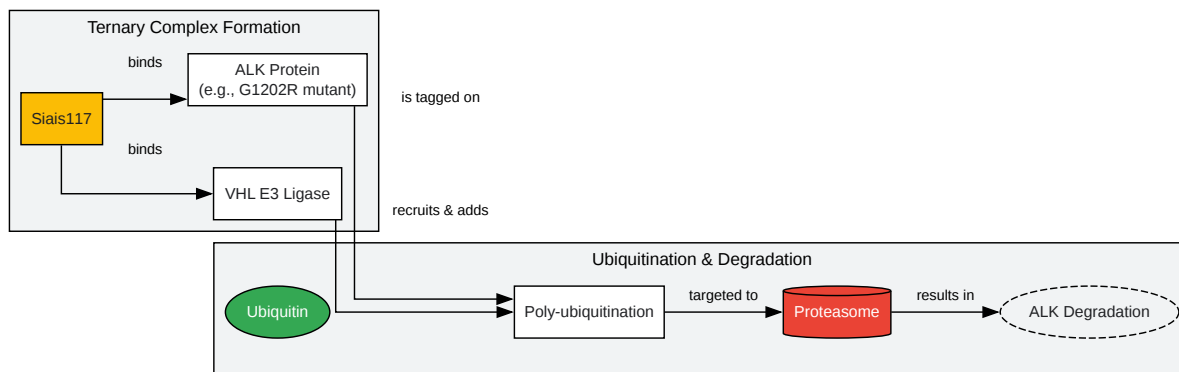 Ternary Complex Formation
binds
ALK Protein
(e.g., G1202R mutant)
is tagged on
Siais117
binds
VHL E3 Ligase
recruits & adds
Ubiquitination & Degradation
Ubiquitin
Poly-ubiquitination
targeted to
Proteasome
results in
ALK Degradation